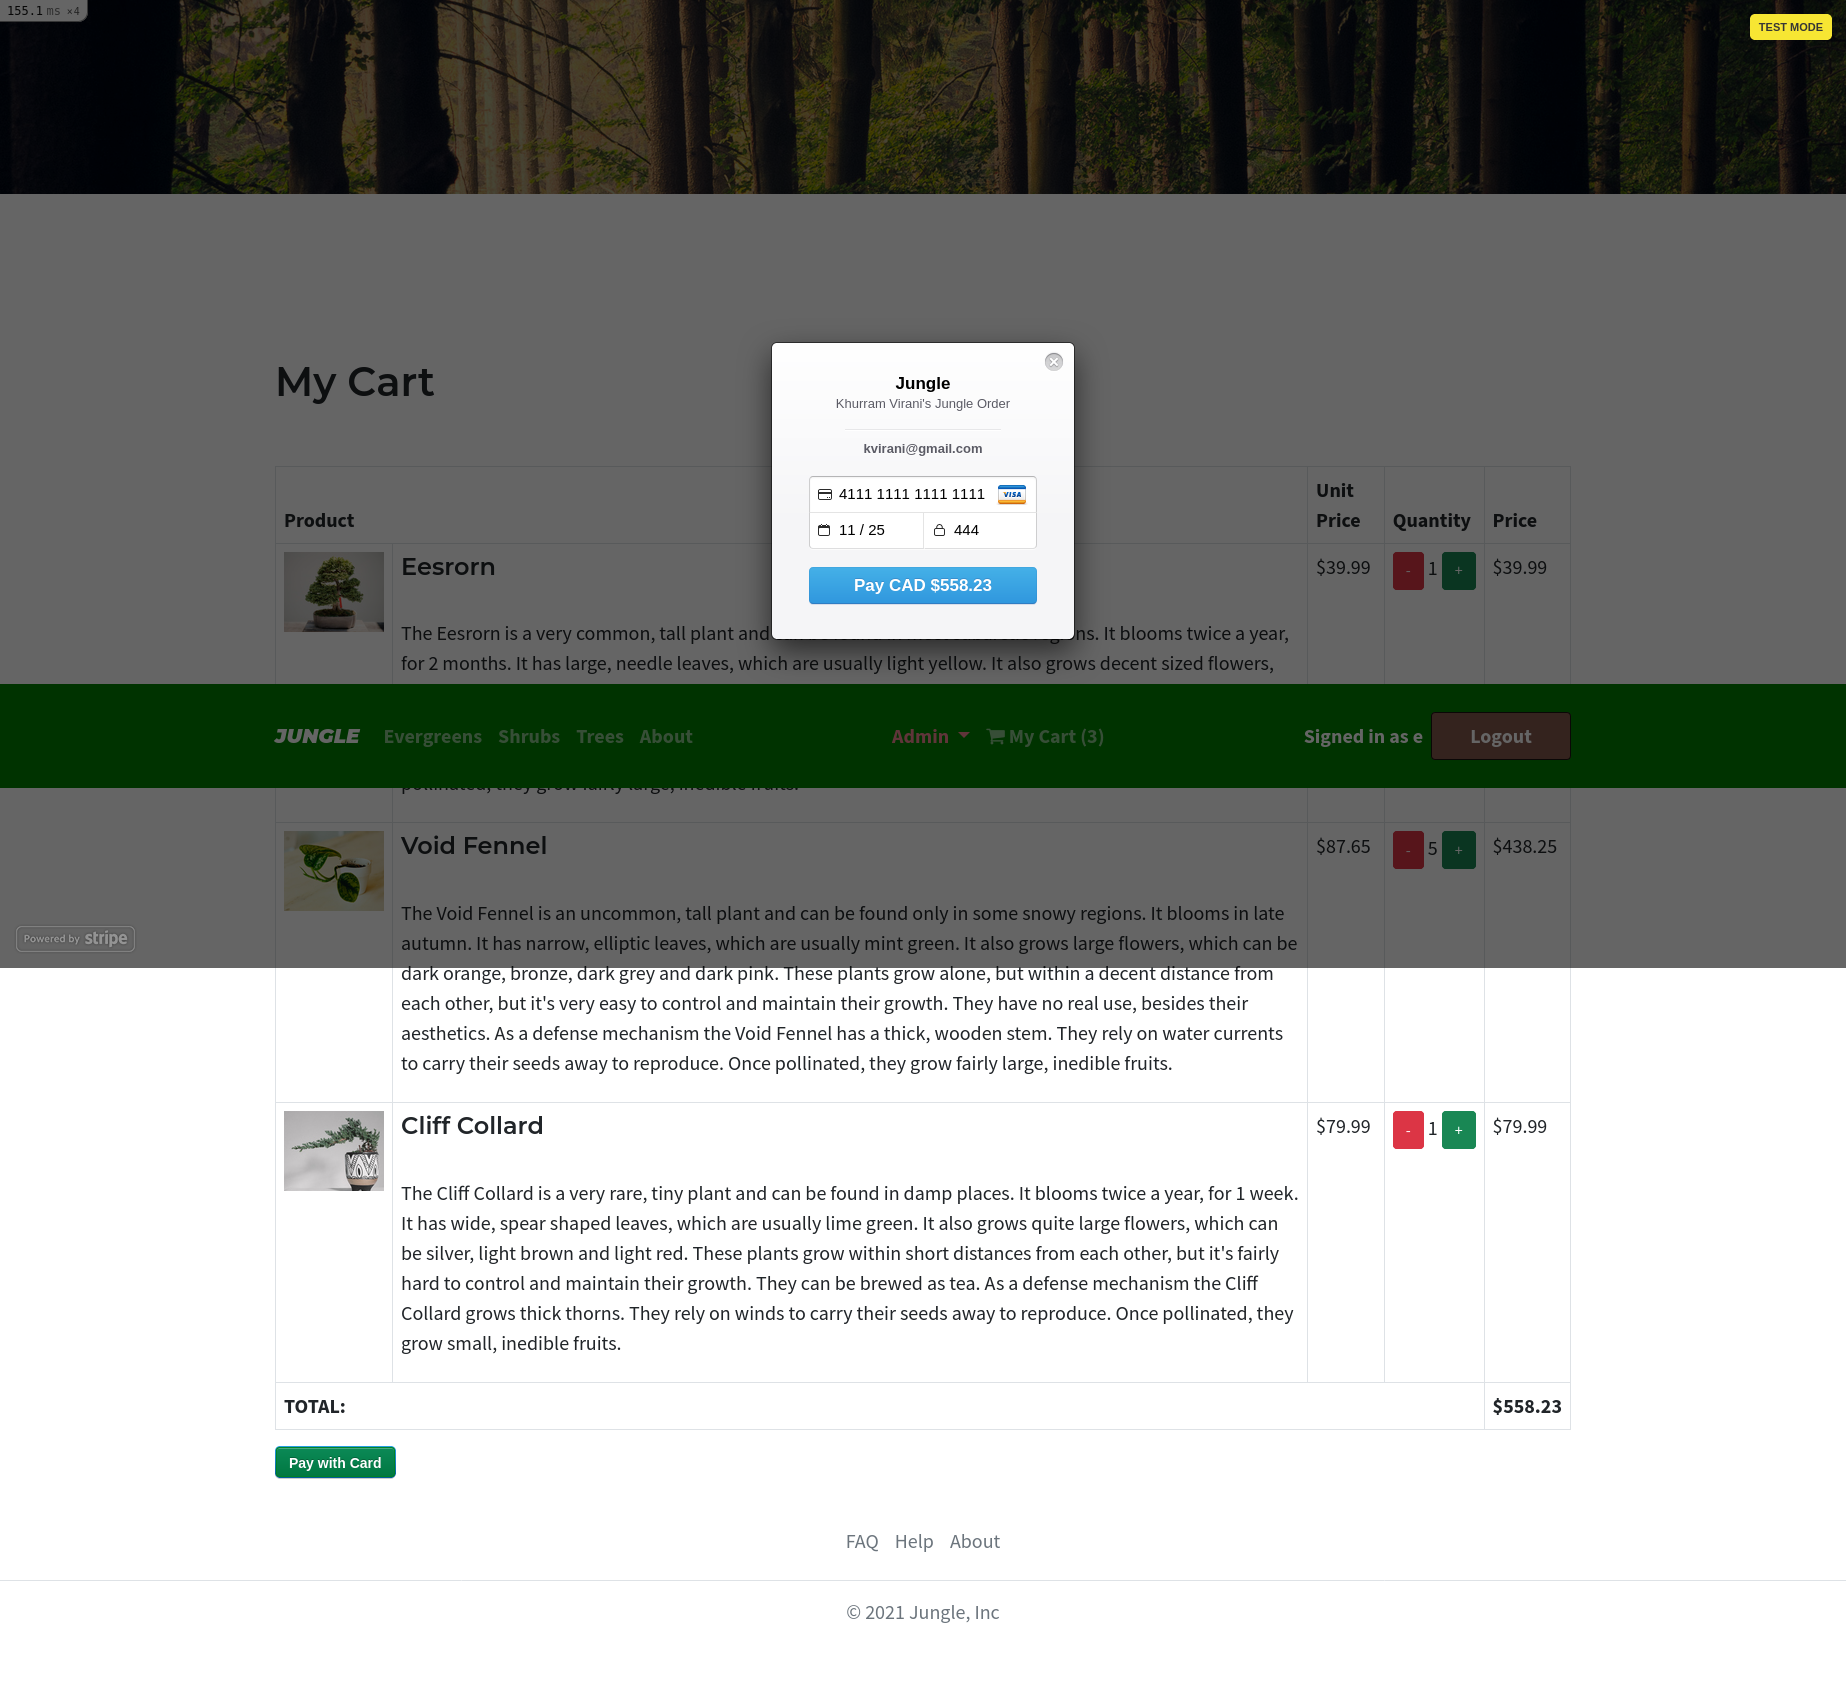 155.1 ms ×4
TEST MODE
My Cart
Jungle
Khurram Virani's Jungle Order
kvirani@gmail.com
4111 1111 1111 1111 VISA
11 / 25 444
Pay CAD $558.23
Product Unit Price Quantity Price
Eesrorn $39.99 - 1 + $39.99
The Eesrorn is a very common, tall plant and ns. It blooms twice a year,
for 2 months. It has large, needle leaves, which are usually light yellow. It also grows decent sized flowers,
JUNGLE Evergreens Shrubs Trees About Admin My Cart (3) Signed in as e Logout
pollinated, they grow fairly large, inedible fruits.
Void Fennel $87.65 - 5 + $438.25
The Void Fennel is an uncommon, tall plant and can be found only in some snowy regions. It blooms in late
autumn. It has narrow, elliptic leaves, which are usually mint green. It also grows large flowers, which can be
Powered by stripe
dark orange, bronze, dark grey and dark pink. These plants grow alone, but within a decent distance from
each other, but it's very easy to control and maintain their growth. They have no real use, besides their
aesthetics. As a defense mechanism the Void Fennel has a thick, wooden stem. They rely on water currents
to carry their seeds away to reproduce. Once pollinated, they grow fairly large, inedible fruits.
Cliff Collard $79.99 - 1 + $79.99
The Cliff Collard is a very rare, tiny plant and can be found in damp places. It blooms twice a year, for 1 week.
It has wide, spear shaped leaves, which are usually lime green. It also grows quite large flowers, which can
be silver, light brown and light red. These plants grow within short distances from each other, but it's fairly
hard to control and maintain their growth. They can be brewed as tea. As a defense mechanism the Cliff
Collard grows thick thorns. They rely on winds to carry their seeds away to reproduce. Once pollinated, they
grow small, inedible fruits.
TOTAL: $558.23
Pay with Card
FAQ Help About
© 2021 Jungle, Inc